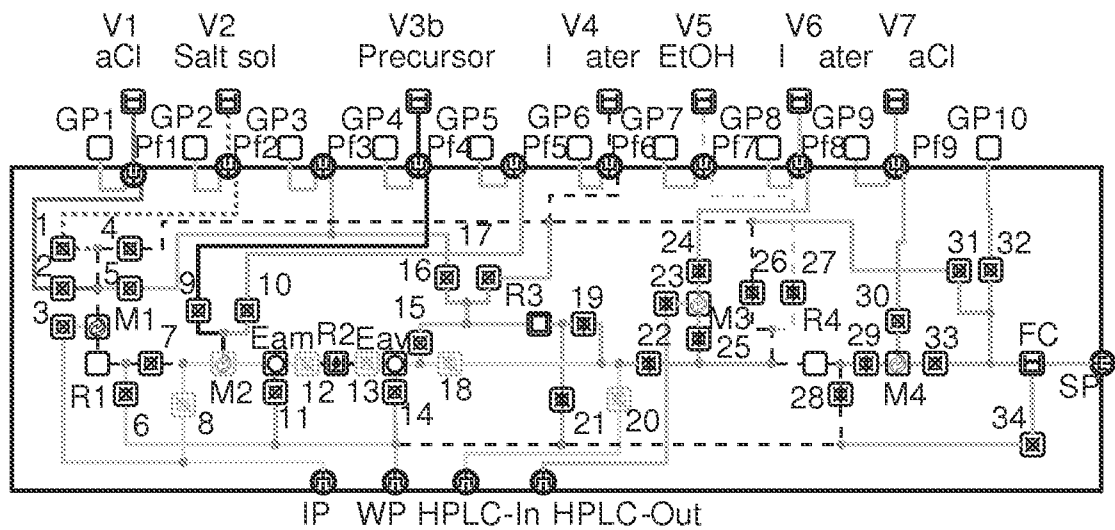 V1 V2 V3b V4 V5 V6 V7
aCl Salt sol Precursor I ater EtOH I ater aCl
GP1 GP2 GP3 GP4 GP5 GP6 GP7 GP8 GP9 GP10
Pf1 Pf2 Pf3 Pf4 Pf5 Pf6 Pf7 Pf8 Pf9
1 4 17 24 31 32
2 5 9 10 16 23 26 27
3 M1 15 R3 19 M3 R4 30
7 Eam R2 Eav 22 25 29 33 FC
R1 M2 12 13 18 M4 SP
6 8 11 14 21 20 28 34
IP WP HPLC-In HPLC-Out